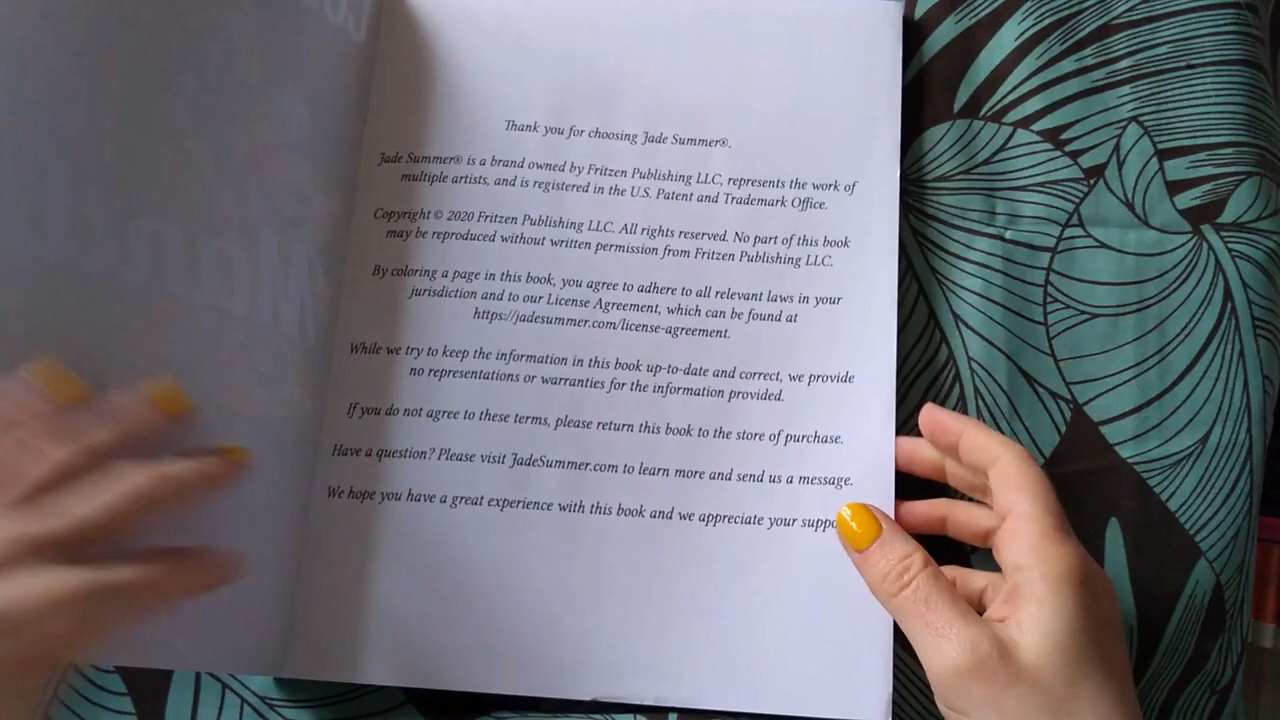 Thank you for choosing Jade Summer®.
Jade Summer® is a brand owned by Fritzen Publishing LLC, represents the work of
multiple artists, and is registered in the U.S. Patent and Trademark Office.
Copyright © 2020 Fritzen Publishing LLC. All rights reserved. No part of this book
may be reproduced without written permission from Fritzen Publishing LLC.
By coloring a page in this book, you agree to adhere to all relevant laws in your
jurisdiction and to our License Agreement, which can be found at
https://jadesummer.com/license-agreement.
While we try to keep the information in this book up-to-date and correct, we provide
no representations or warranties for the information provided.
If you do not agree to these terms, please return this book to the store of purchase.
Have a question? Please visit JadeSummer.com to learn more and send us a message.
We hope you have a great experience with this book and we appreciate your